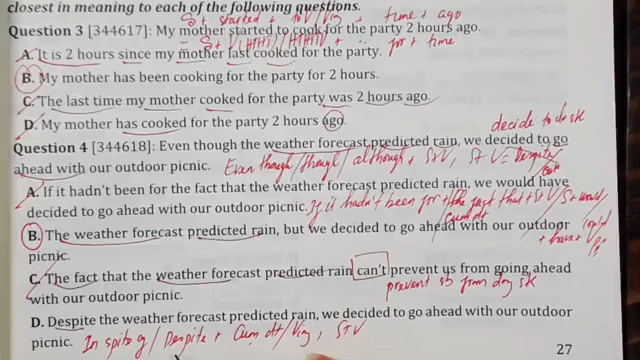 closest in meaning to each of the following questions.
S + started + to V/Ving + time + ago
Question 3 [344617]: My mother started to cook for the party 2 hours ago.
= S + V(HTHT)/(HTHTTD) + for + time
A. It is 2 hours since my mother last cooked for the party.
B. My mother has been cooking for the party for 2 hours.
C. The last time my mother cooked for the party was 2 hours ago.
D. My mother has cooked for the party 2 hours ago.
decide to do sk
Question 4 [344618]: Even though the weather forecast predicted rain, we decided to go
ahead with our outdoor picnic.
Even though/though/although + S+V, S+V = Despite
A. If it hadn't been for the fact that the weather forecast predicted rain, we would have
decided to go ahead with our outdoor picnic.
If it hadn't been for + the fact that + S+V / S + would
cum dt
+ have +
B. The weather forecast predicted rain, but we decided to go ahead with our outdoor
picnic.
C. The fact that the weather forecast predicted rain can't prevent us from going ahead
with our outdoor picnic.
prevent sb from doing sk
D. Despite the weather forecast predicted rain, we decided to go ahead with our outdoor
picnic.
In spite of / Despite + Cum dt/Ving, S+V
27